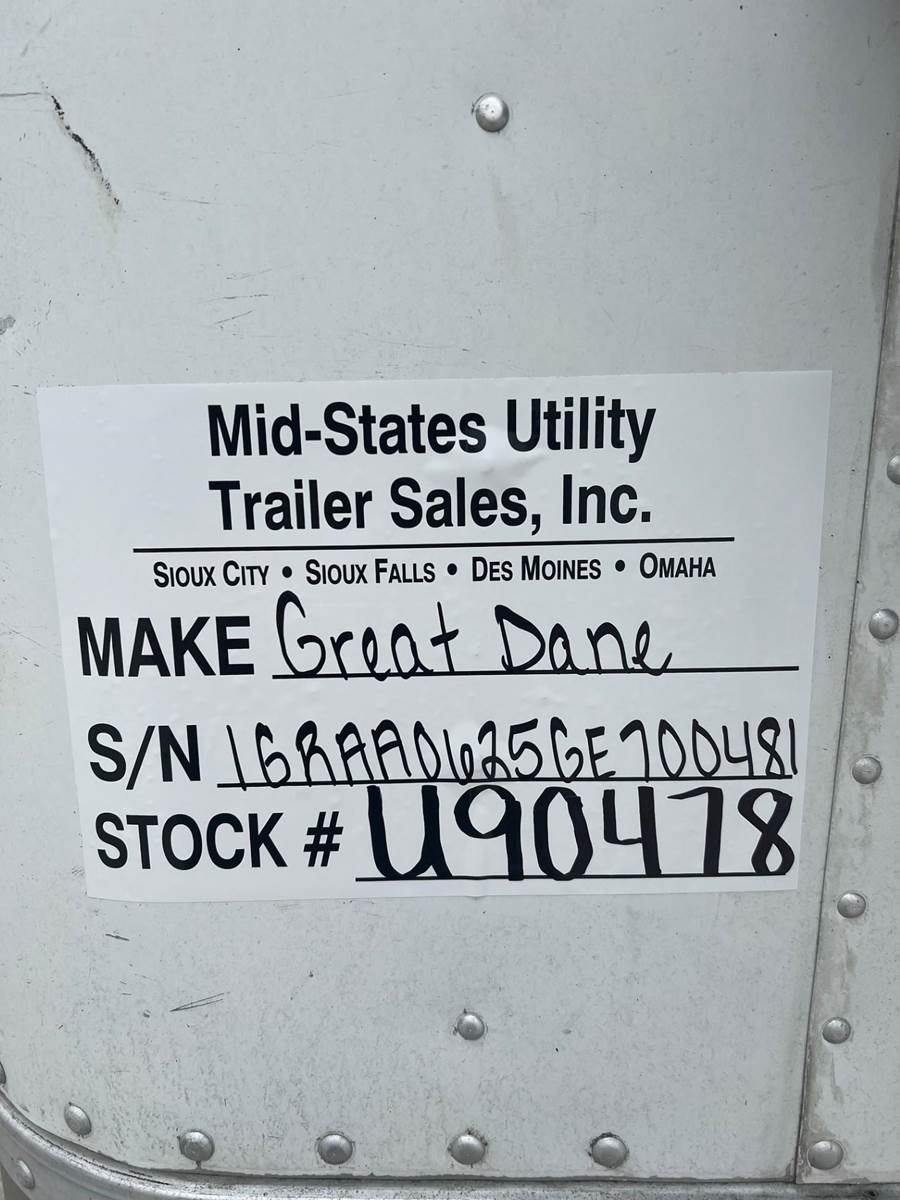 Mid-States Utility
Trailer Sales, Inc.
SIOUX CITY • SIOUX FALLS • DES MOINES • OMAHA
MAKE Great Dane
S/N 1GRAA0625GE700481
STOCK # U90478